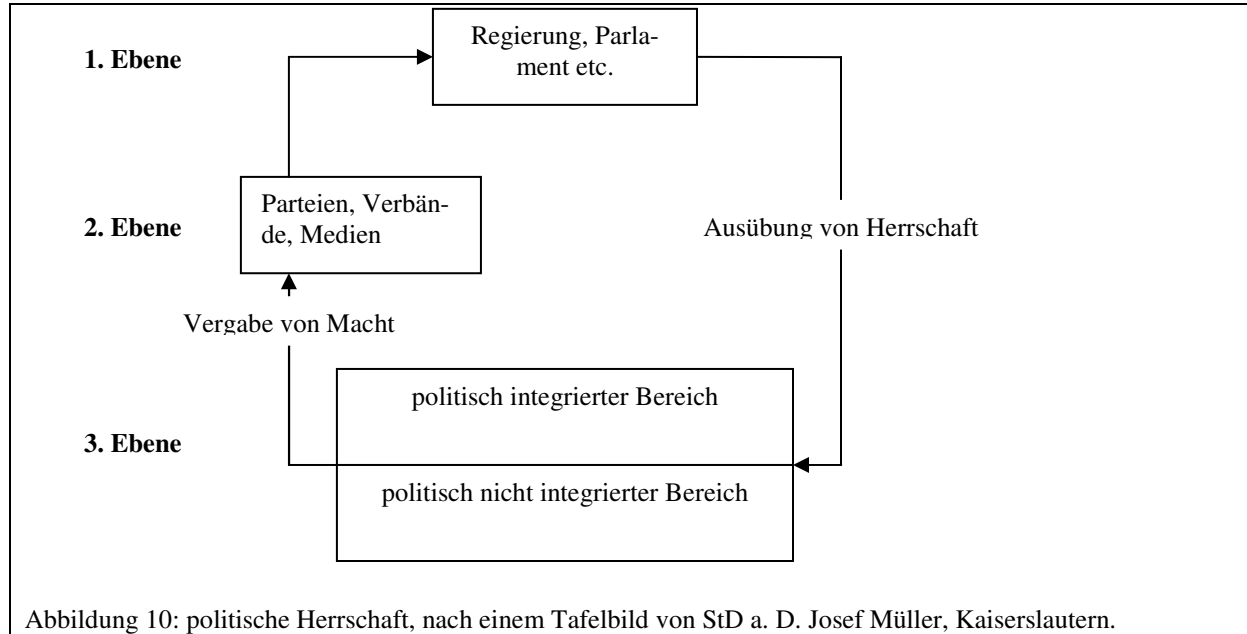 Regierung, Parla-
ment etc.
1. Ebene
Parteien, Verbän-
de, Medien
2. Ebene
Ausübung von Herrschaft
Vergabe von Macht
politisch integrierter Bereich
3. Ebene
politisch nicht integrierter Bereich
Abbildung 10: politische Herrschaft, nach einem Tafelbild von StD a. D. Josef Müller, Kaiserslautern.